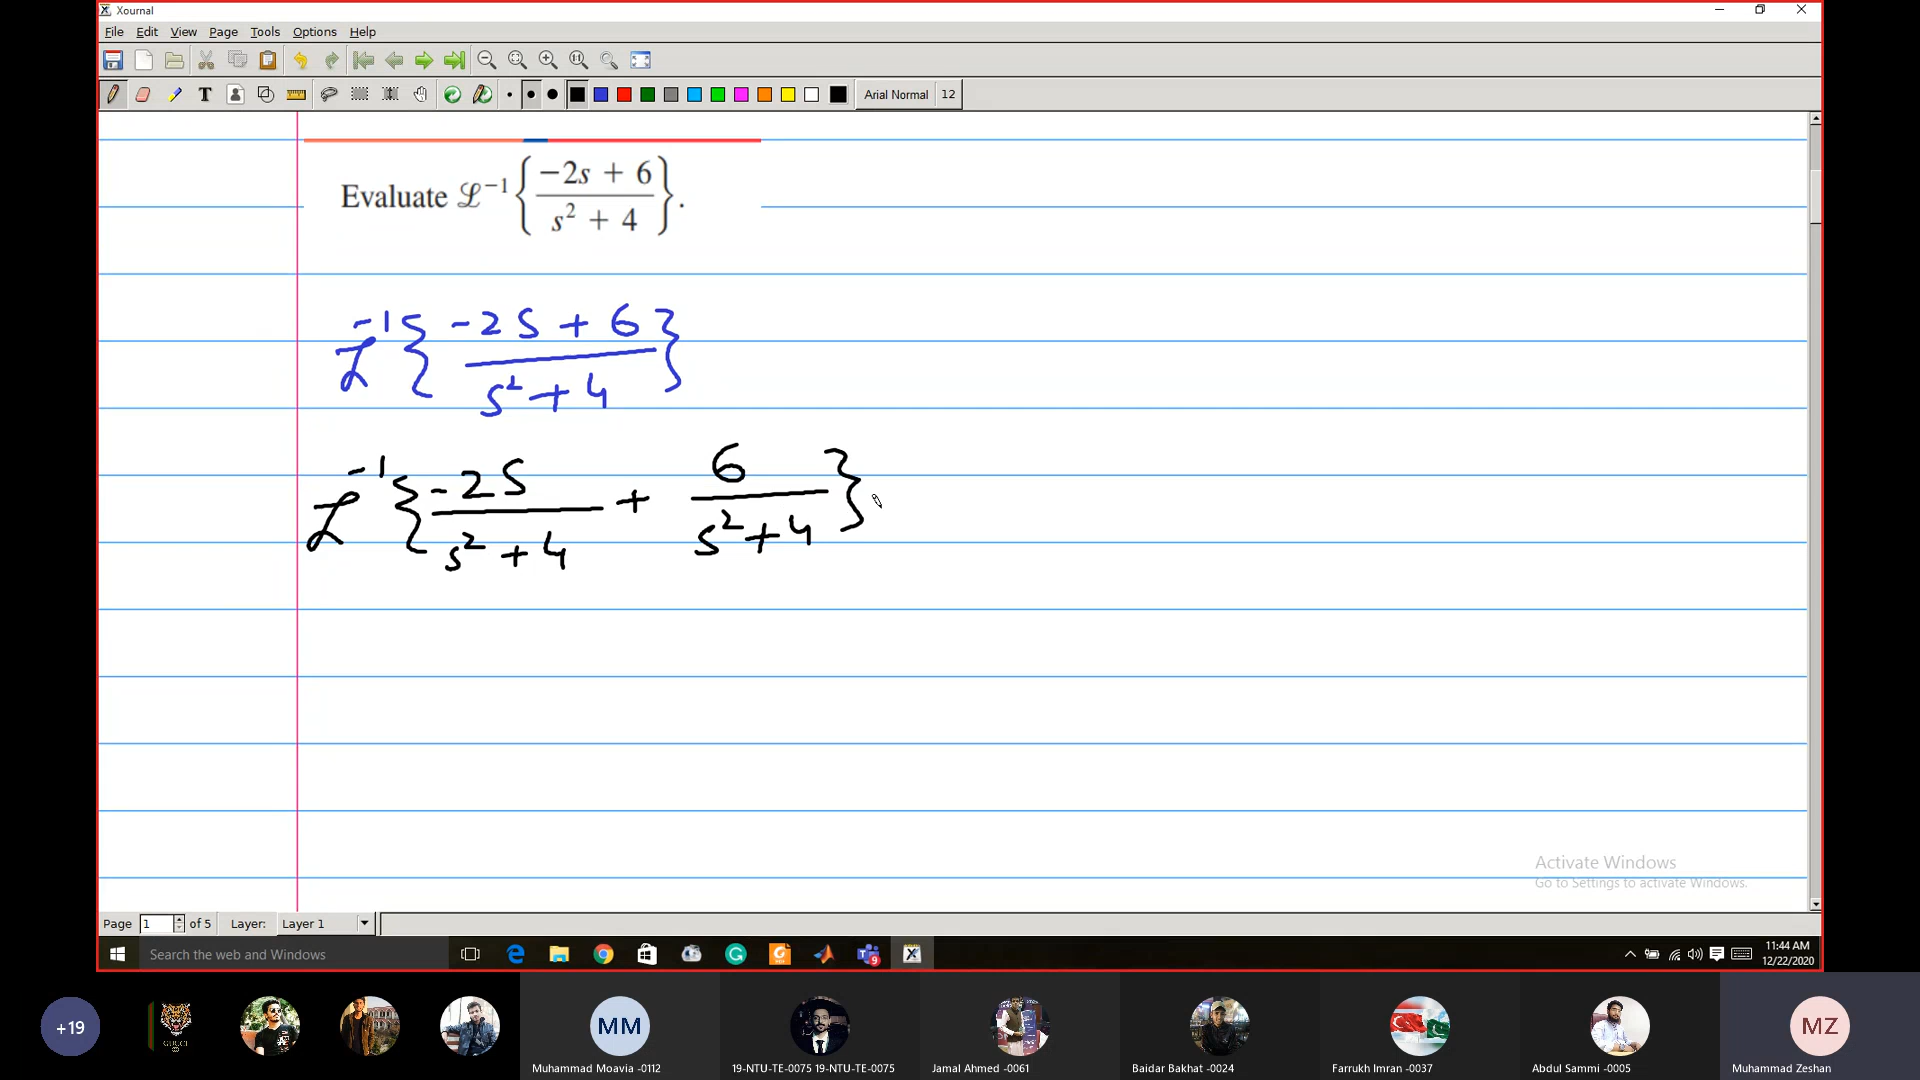 Xournal
File Edit View Page Tools Options Help
Arial Normal 12
Evaluate ℒ⁻¹{(−2s + 6)/(s² + 4)}.
ℒ⁻¹{(-2s + 6)/(s² + 4)}
ℒ⁻¹{-2s/(s² + 4) + 6/(s² + 4)}
Activate Windows
Go to Settings to activate Windows.
Page 1 of 5 Layer: Layer 1
Search the web and Windows
9
11:44 AM
12/22/2020
+19
GUCCI
MM
MZ
Muhammad Moavia -0112
19-NTU-TE-0075 19-NTU-TE-0075
Jamal Ahmed -0061
Baidar Bakhat -0024
Farrukh Imran -0037
Abdul Sammi -0005
Muhammad Zeshan